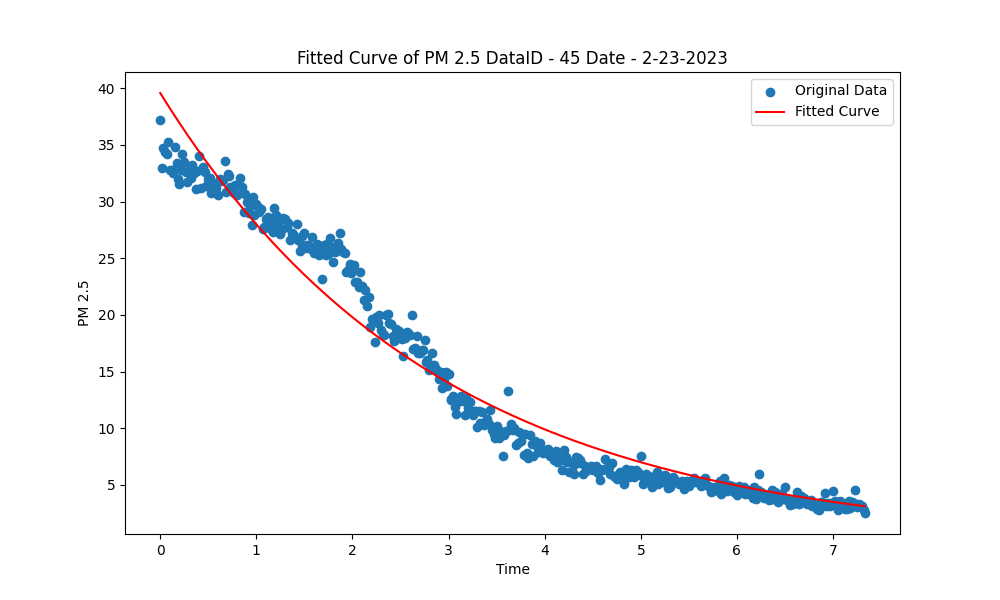 Fitted Curve of PM 2.5 DataID - 45 Date - 2-23-2023
Original Data
Fitted Curve
PM 2.5
40
35
30
25
20
15
10
5
0 1 2 3 4 5 6 7
Time